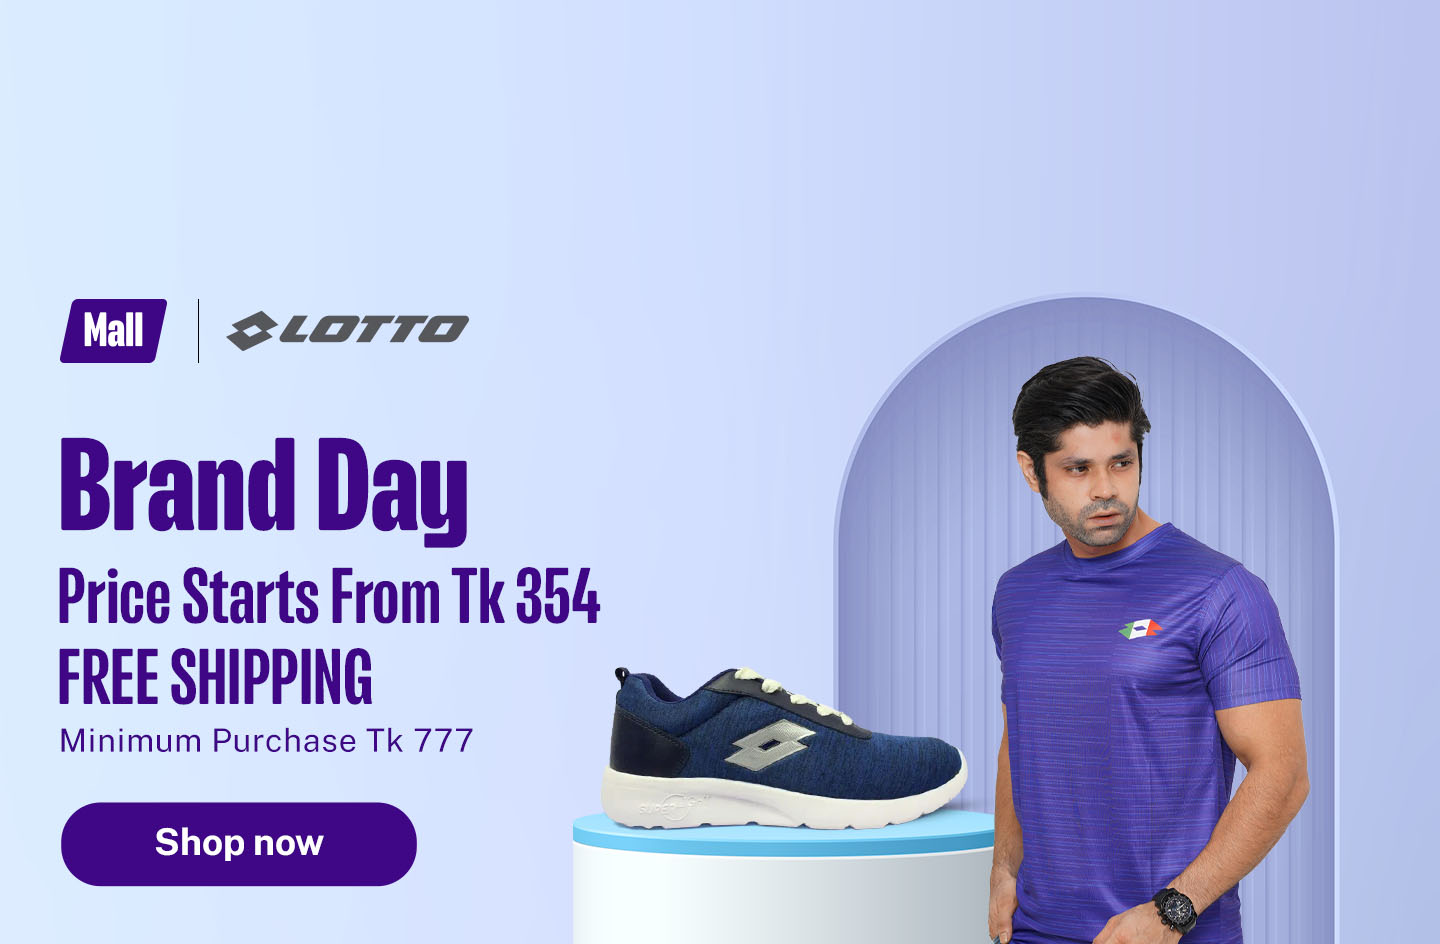 Mall
LOTTO
Brand Day
Price Starts From Tk 354
FREE SHIPPING
Minimum Purchase Tk 777
Shop now